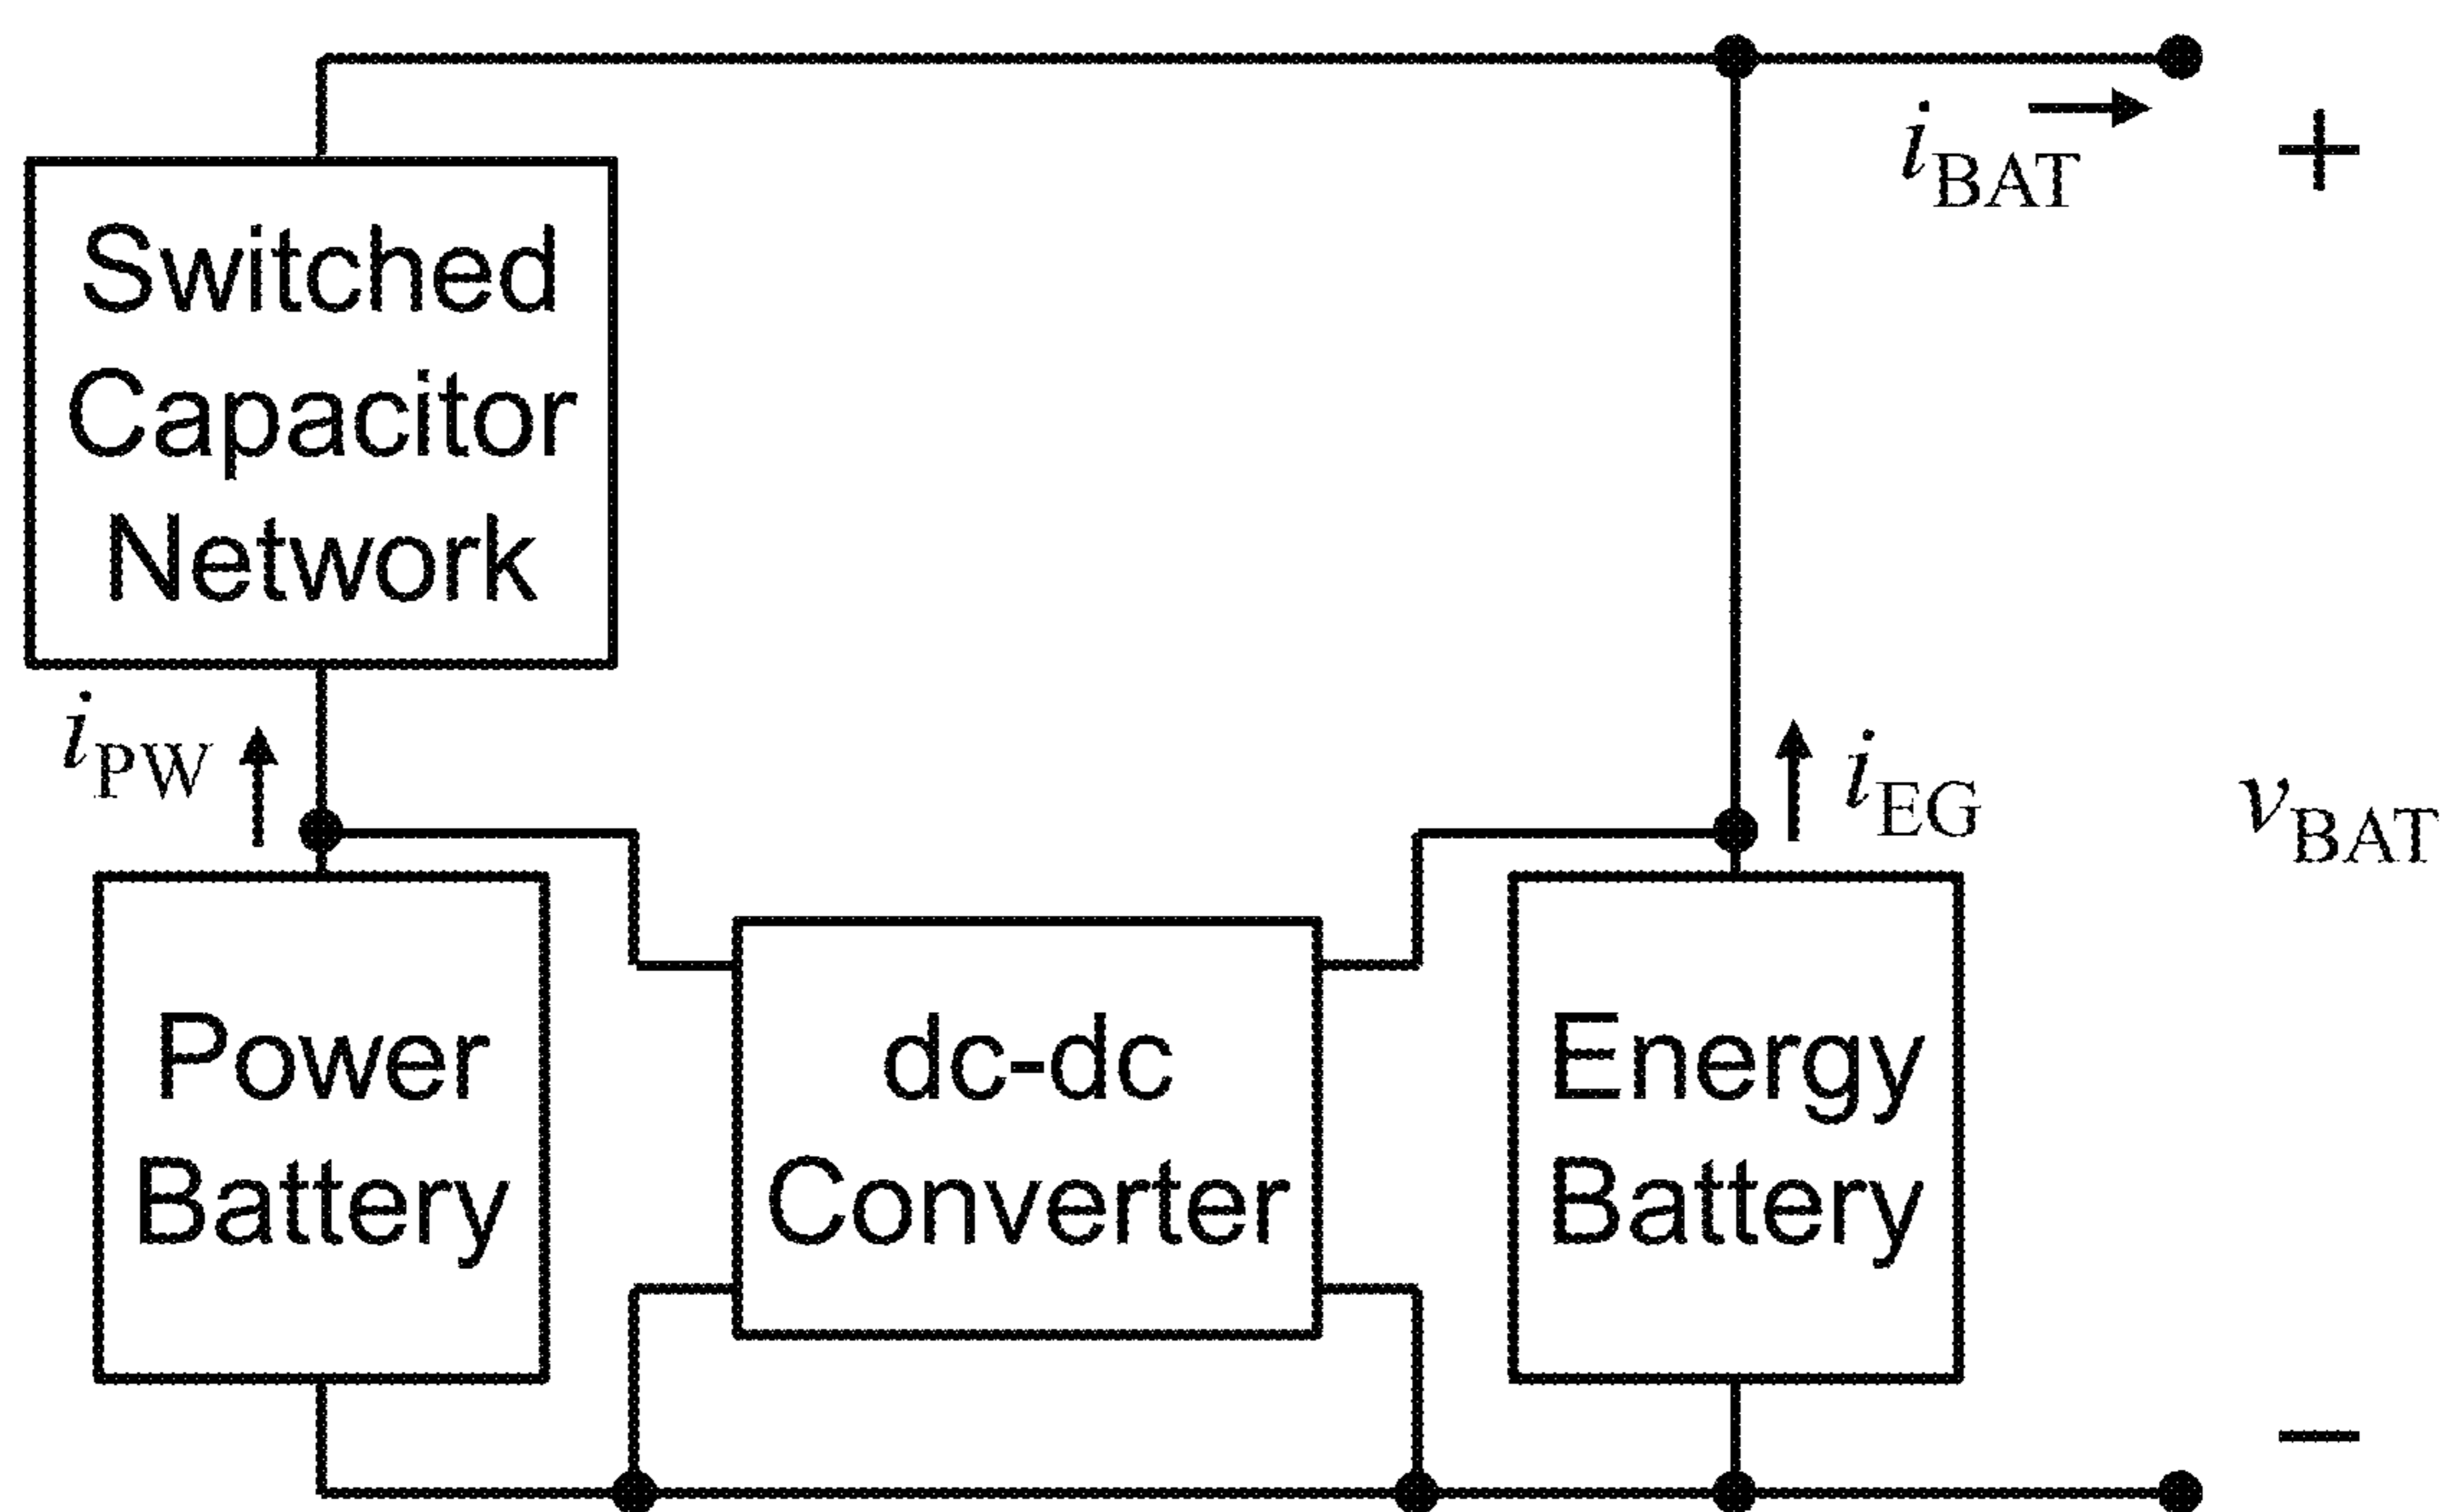 Switched
Capacitor
Network
i_BAT
+
i_PW
i_EG
v_BAT
Power
Battery
dc-dc
Converter
Energy
Battery
−